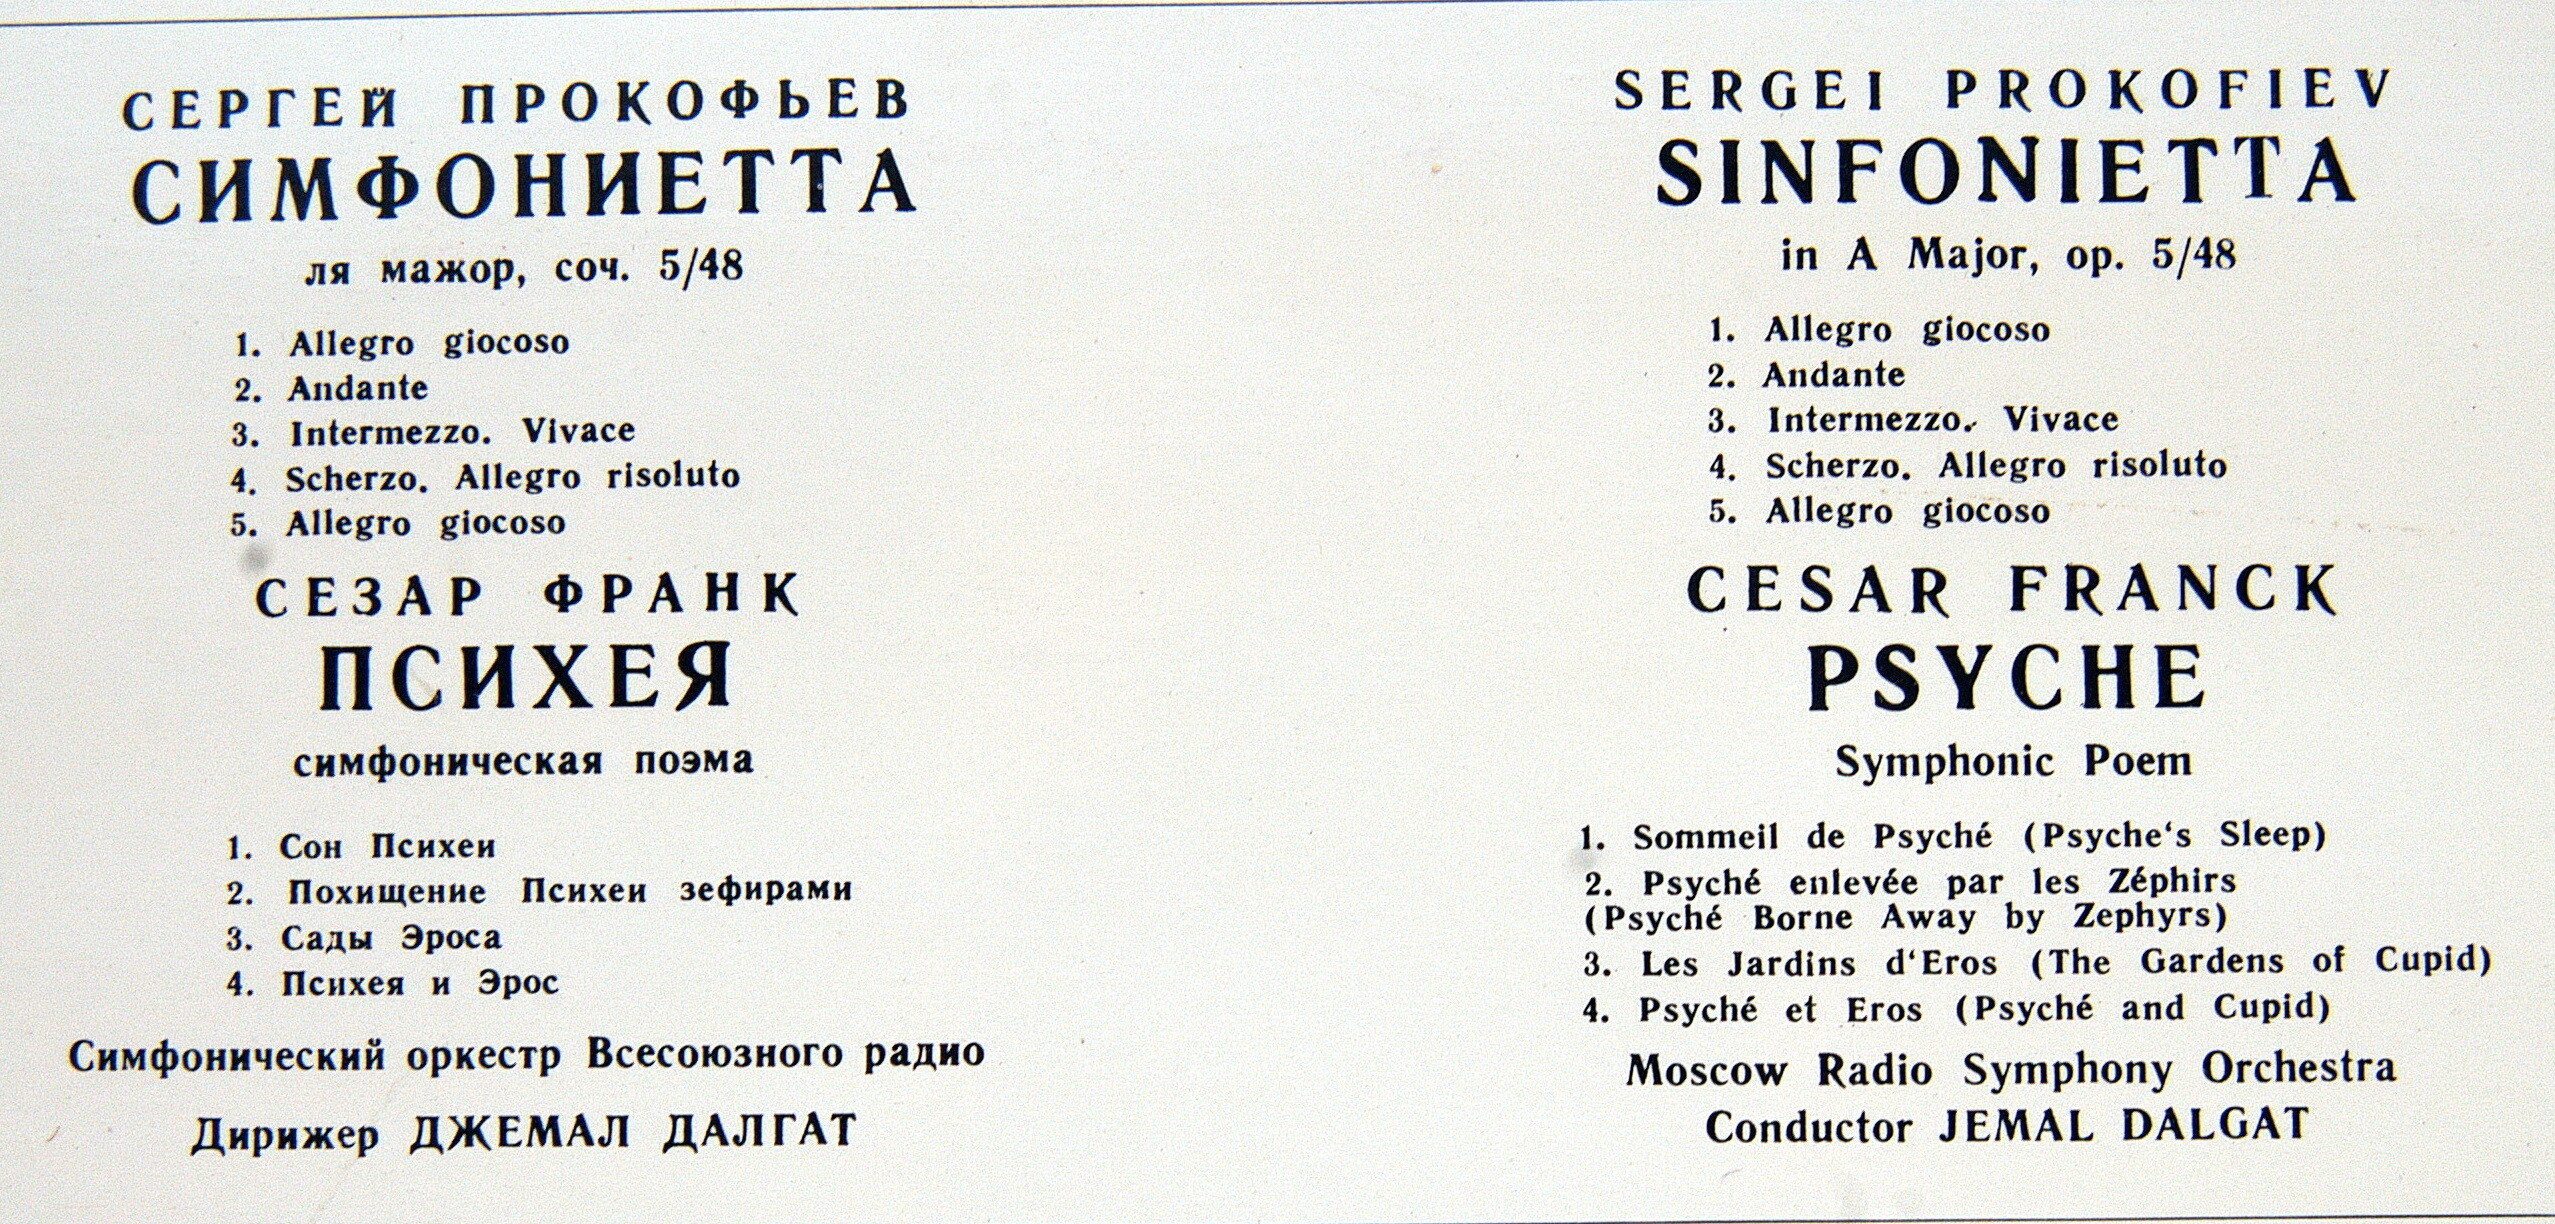 СЕРГЕЙ ПРОКОФЬЕВ
СИМФОНИЕТТА
ля мажор, соч. 5/48
1. Allegro giocoso
2. Andante
3. Intermezzo. Vivace
4. Scherzo. Allegro risoluto
5. Allegro giocoso
СЕЗАР ФРАНК
ПСИХЕЯ
симфоническая поэма
1. Сон Психеи
2. Похищение Психеи зефирами
3. Сады Эроса
4. Психея и Эрос
Симфонический оркестр Всесоюзного радио
Дирижер ДЖЕМАЛ ДАЛГАТ
SERGEI PROKOFIEV
SINFONIETTA
in A Major, op. 5/48
1. Allegro giocoso
2. Andante
3. Intermezzo. Vivace
4. Scherzo. Allegro risoluto
5. Allegro giocoso
CESAR FRANCK
PSYCHE
Symphonic Poem
1. Sommeil de Psyché (Psyche‘s Sleep)
2. Psyché enlevée par les Zéphirs
(Psyché Borne Away by Zephyrs)
3. Les Jardins d‘Eros (The Gardens of Cupid)
4. Psyché et Eros (Psyché and Cupid)
Moscow Radio Symphony Orchestra
Conductor JEMAL DALGAT